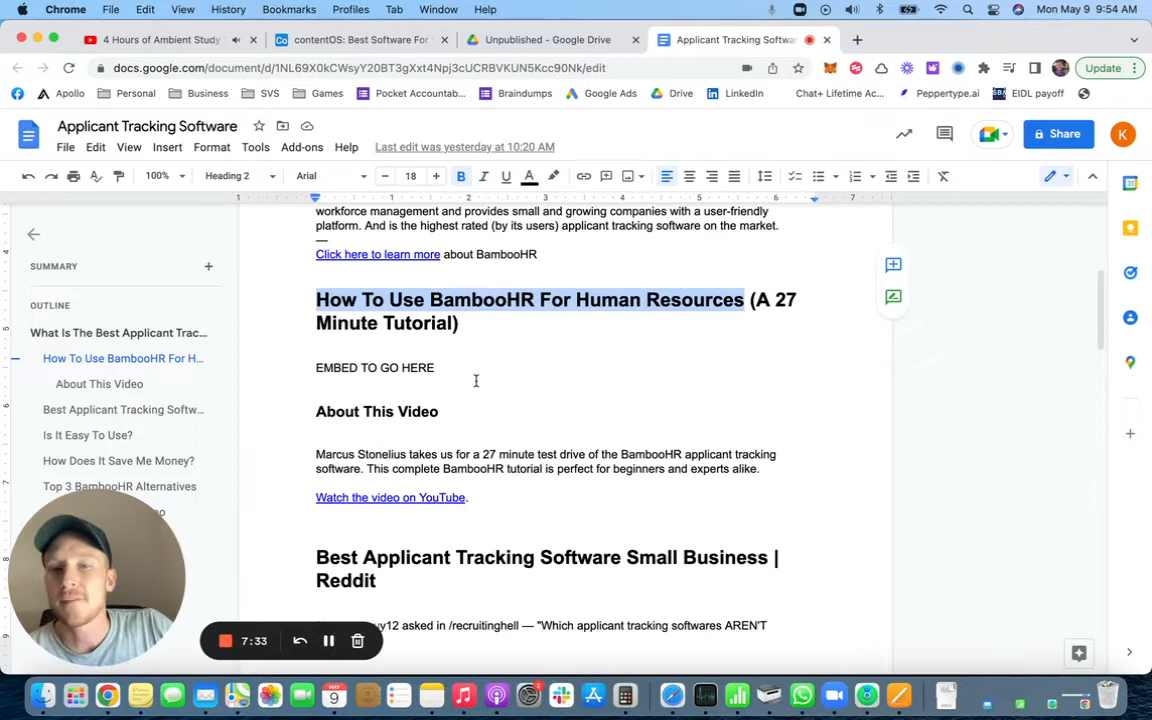 Chrome File Edit View History Bookmarks Profiles Tab Window Help Mon May 9 9:54 AM
4 Hours of Ambient Study
contentOS: Best Software For
Unpublished - Google Drive
Applicant Tracking Softwa
docs.google.com/document/d/1NL69X0kCWsyY20BT3gXxt4Npj3cUCRBVKUN5Kcc90Nk/edit
Update
Apollo Personal Business SVS Games Pocket Accounta... Braindumps Google Ads Drive LinkedIn Chat+ Lifetime Ac... Peppertype.ai EIDL payoff
Applicant Tracking Software
File Edit View Insert Format Tools Add-ons Help Last edit was yesterday at 10:20 AM
Share
K
100% Heading 2 Arial 18 B I U A
1 1 2 3 4 5 6 7
SUMMARY
OUTLINE
What Is The Best Applicant Trac...
How To Use BambooHR For H...
About This Video
Best Applicant Tracking Softw...
Is It Easy To Use?
How Does It Save Me Money?
Top 3 BambooHR Alternatives
workforce management and provides small and growing companies with a user-friendly
platform. And is the highest rated (by its users) applicant tracking software on the market.
—
Click here to learn more about BambooHR
How To Use BambooHR For Human Resources (A 27
Minute Tutorial)
EMBED TO GO HERE
About This Video
Marcus Stonelius takes us for a 27 minute test drive of the BambooHR applicant tracking
software. This complete BambooHR tutorial is perfect for beginners and experts alike.
Watch the video on YouTube.
Best Applicant Tracking Software Small Business |
Reddit
asked in /recruitinghell — "Which applicant tracking softwares AREN'T
7:33